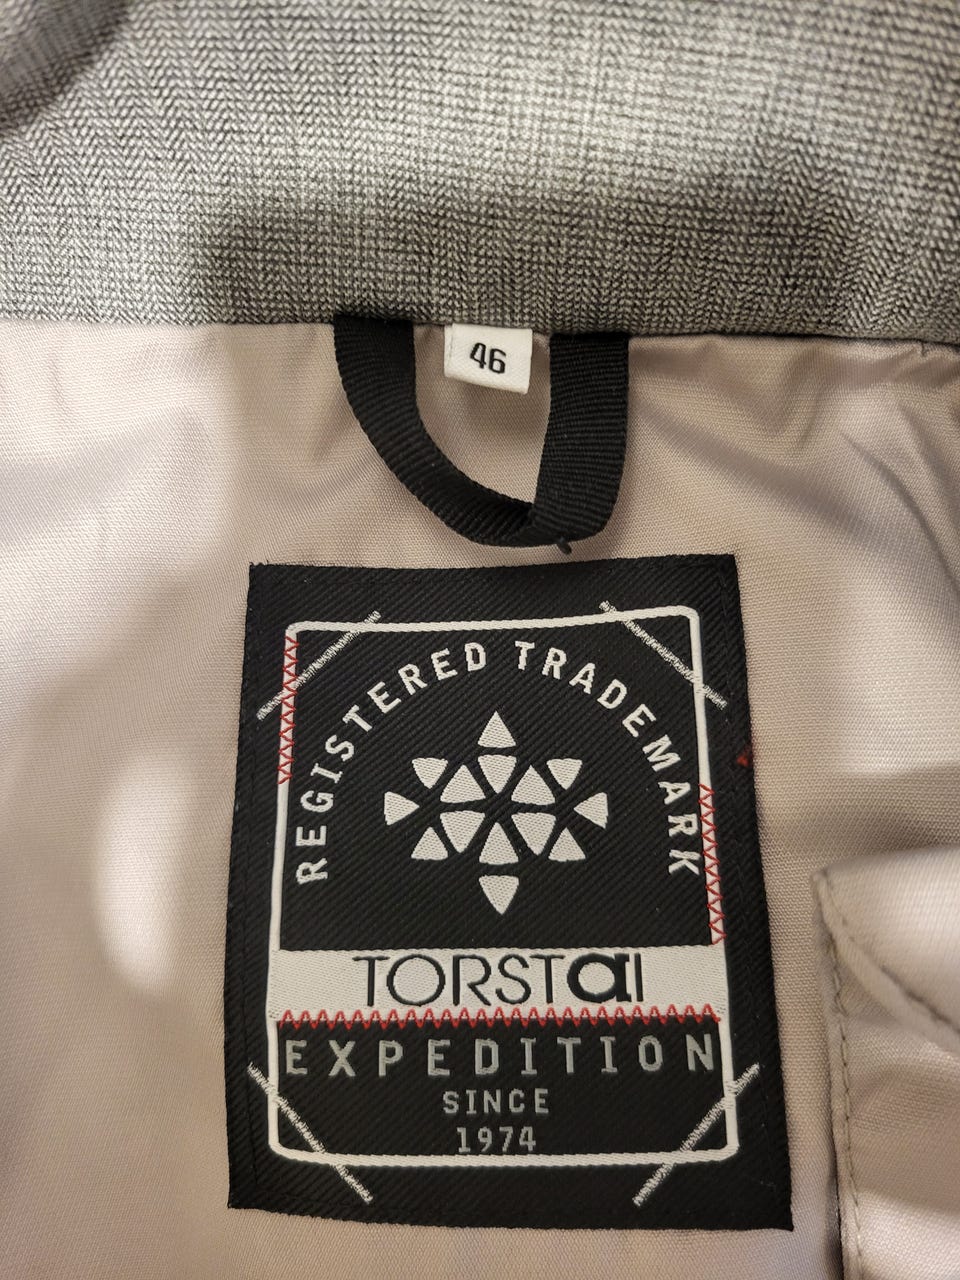 46
REGISTERED TRADEMARK
TORSTAI
EXPEDITION
SINCE
1974